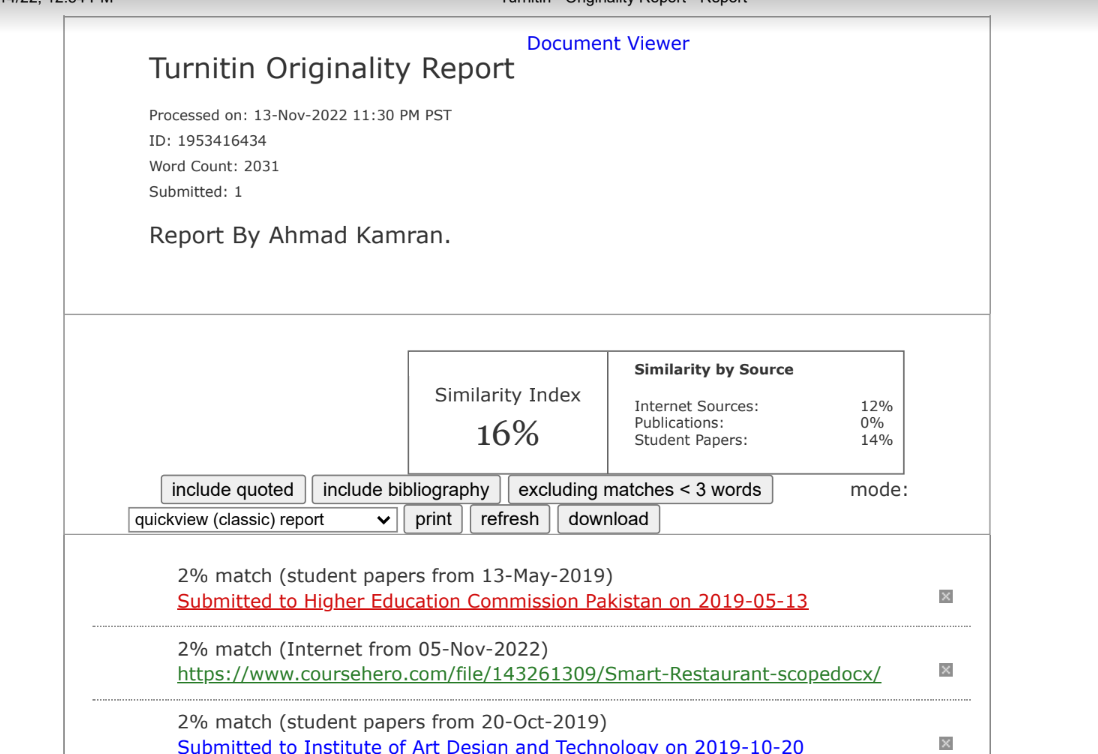 Document Viewer
Turnitin Originality Report
Processed on: 13-Nov-2022 11:30 PM PST
ID: 1953416434
Word Count: 2031
Submitted: 1
Report By Ahmad Kamran.
Similarity Index
16%
Similarity by Source
Internet Sources: 12%
Publications: 0%
Student Papers: 14%
include quoted include bibliography excluding matches < 3 words mode:
quickview (classic) report print refresh download
2% match (student papers from 13-May-2019)
Submitted to Higher Education Commission Pakistan on 2019-05-13
2% match (Internet from 05-Nov-2022)
https://www.coursehero.com/file/143261309/Smart-Restaurant-scopedocx/
2% match (student papers from 20-Oct-2019)
Submitted to Institute of Art Design and Technology on 2019-10-20